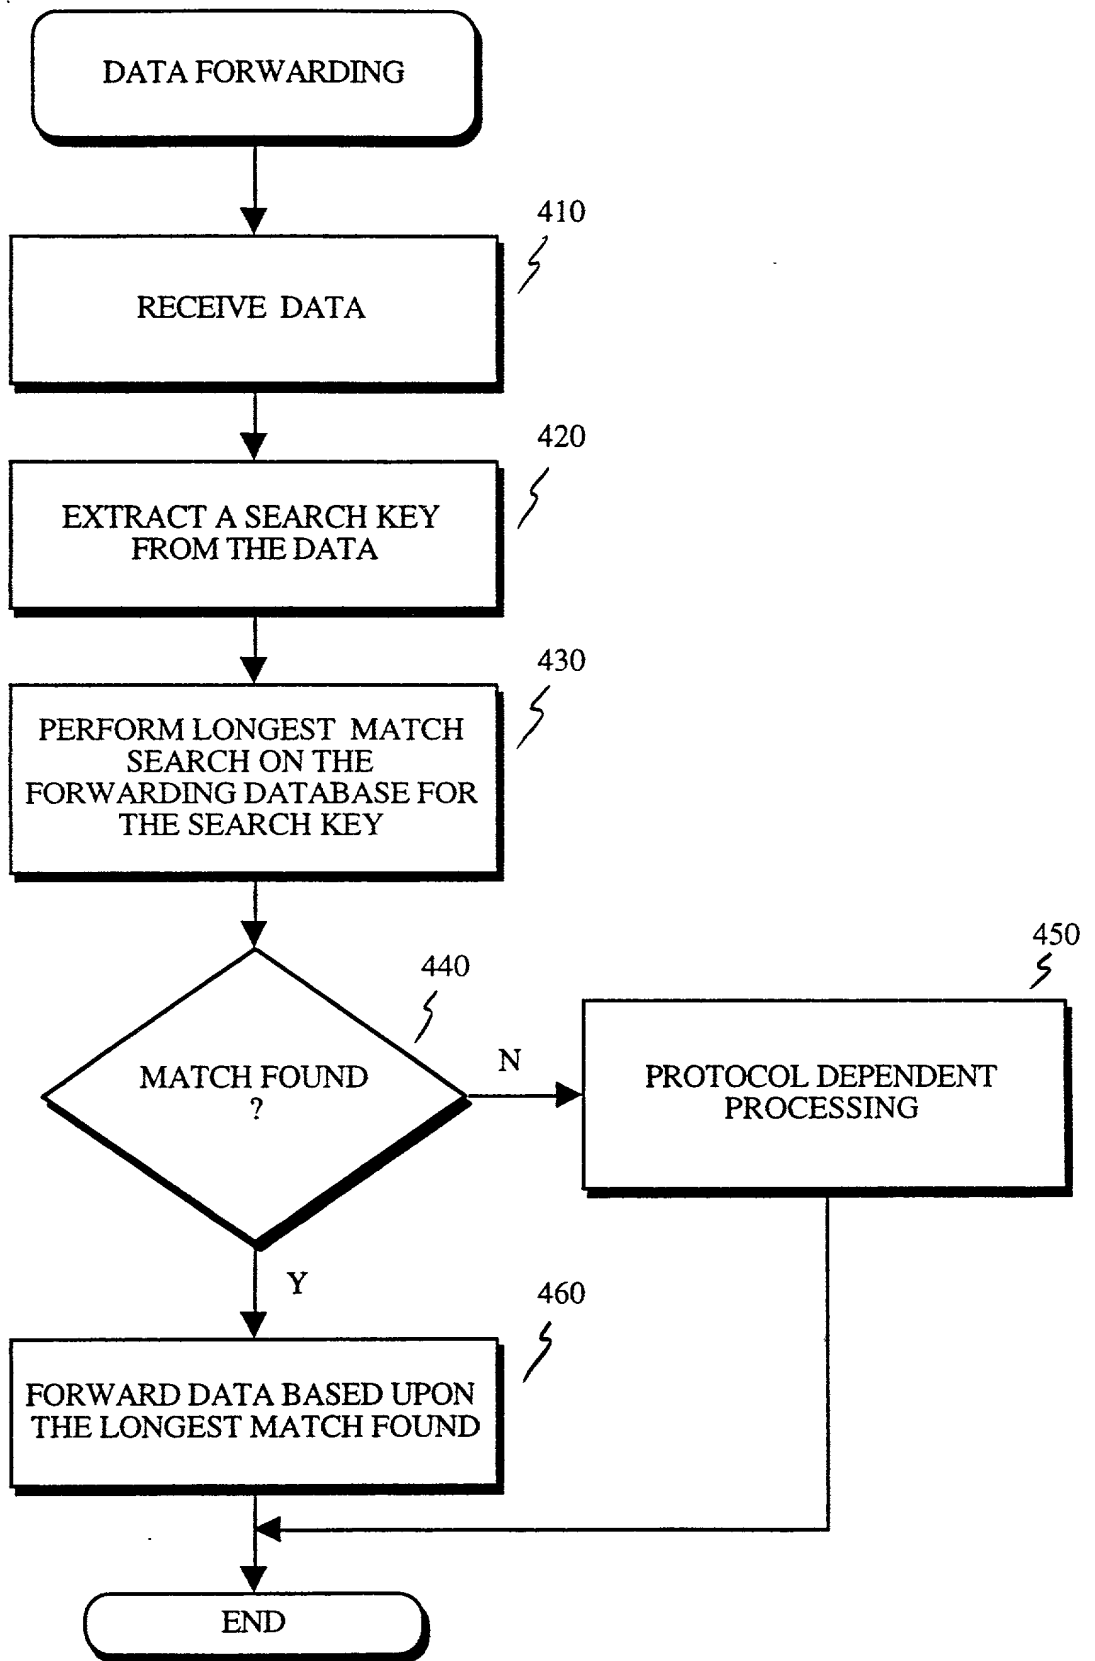 DATA FORWARDING
410
RECEIVE DATA
420
EXTRACT A SEARCH KEY
FROM THE DATA
430
PERFORM LONGEST MATCH
SEARCH ON THE
FORWARDING DATABASE FOR
THE SEARCH KEY
440
450
MATCH FOUND
?
N
PROTOCOL DEPENDENT
PROCESSING
Y
460
FORWARD DATA BASED UPON
THE LONGEST MATCH FOUND
END